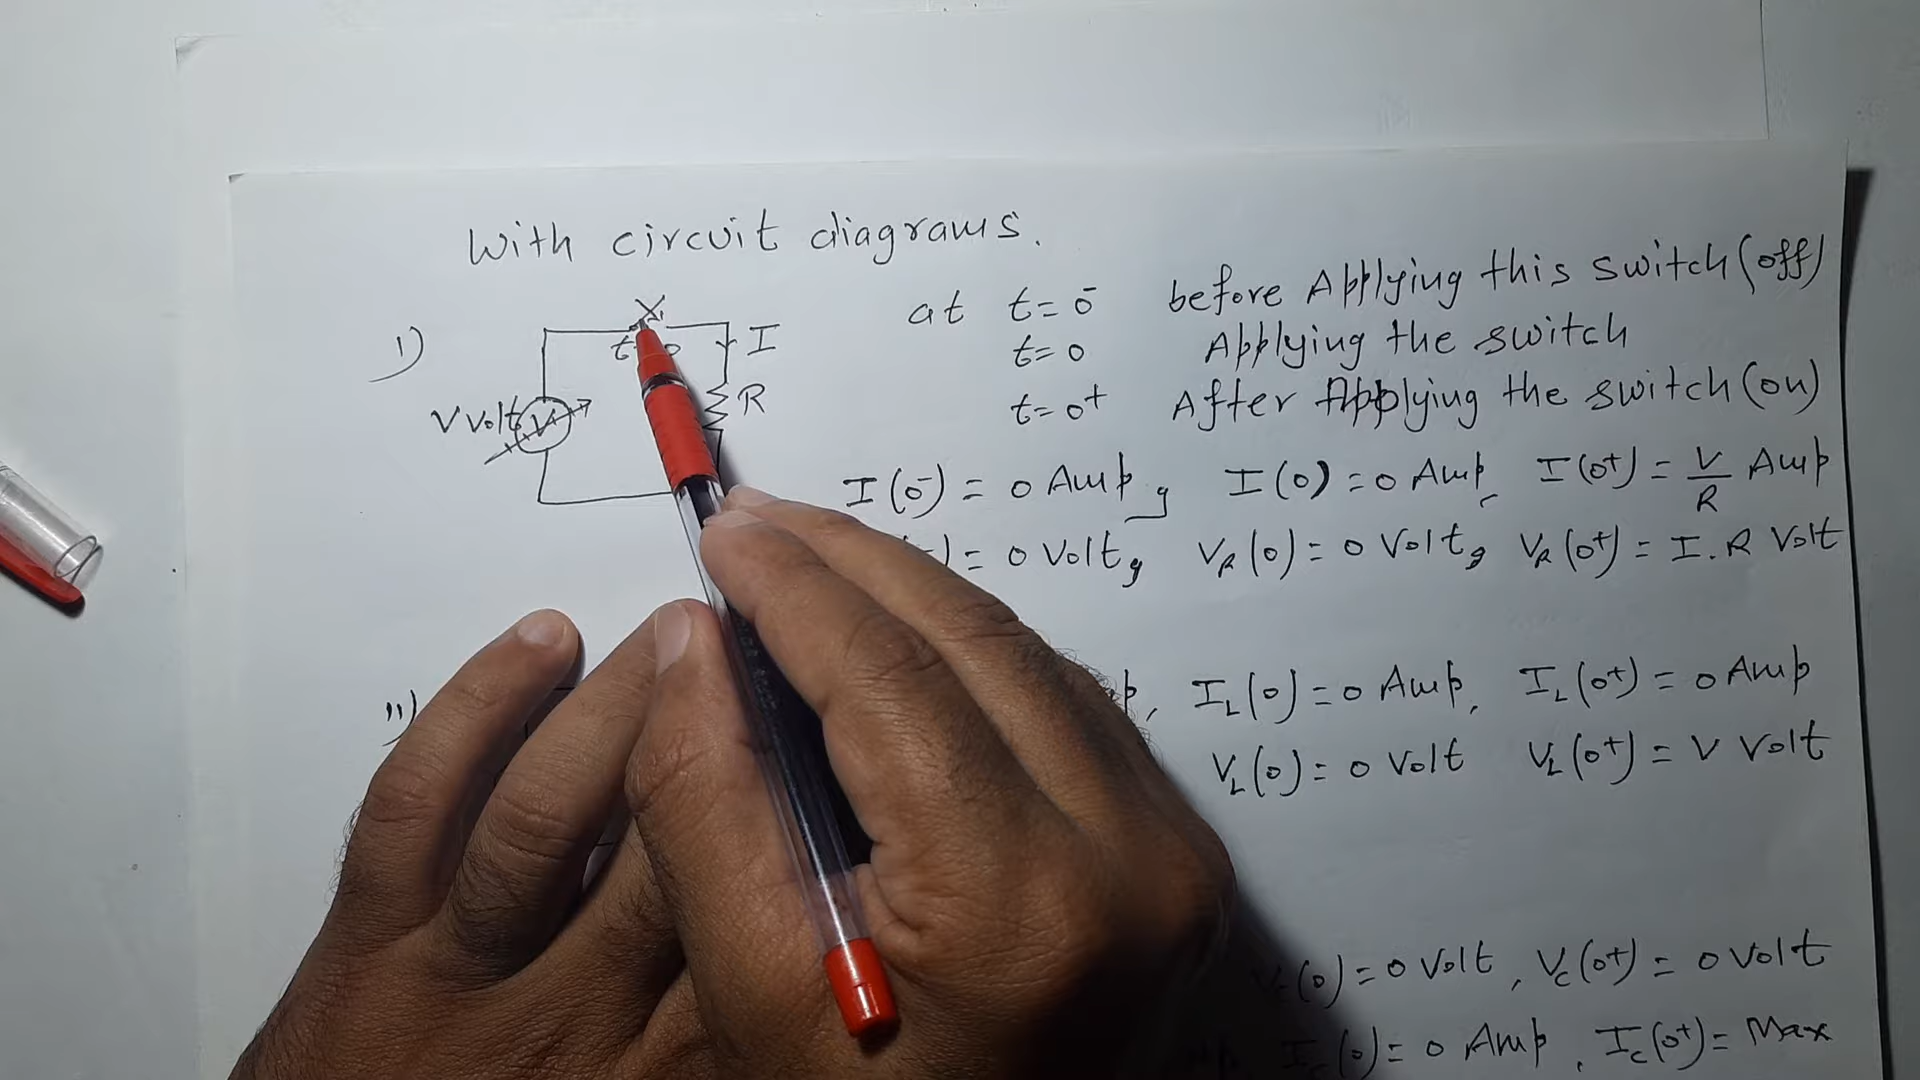 With circuit diagrams.
1)
V Volt
V
I
R
at t=0⁻ before Applying this switch (off)
t=0 Applying the switch
t=0⁺ After Applying the switch (on)
I(0⁻) = 0 Amp, I(0) = 0 Amp, I(0⁺) = V/R Amp
) = 0 Volt, V_R(0) = 0 Volt, V_R(0⁺) = I.R Volt
11)
I_L(0) = 0 Amp, I_L(0⁺) = 0 Amp
V_L(0) = 0 Volt V_L(0⁺) = V Volt
(0) = 0 Volt, V_C(0⁺) = 0 Volt
I_C(0) = 0 Amp, I_C(0⁺) = Max